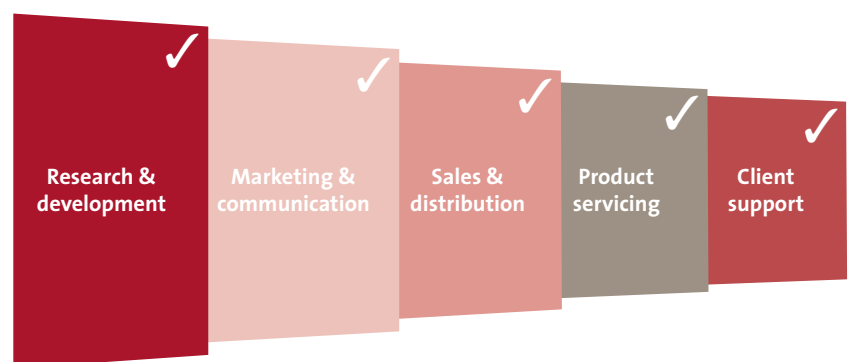 Research &
development
Marketing &
communication
Sales &
distribution
Product
servicing
Client
support